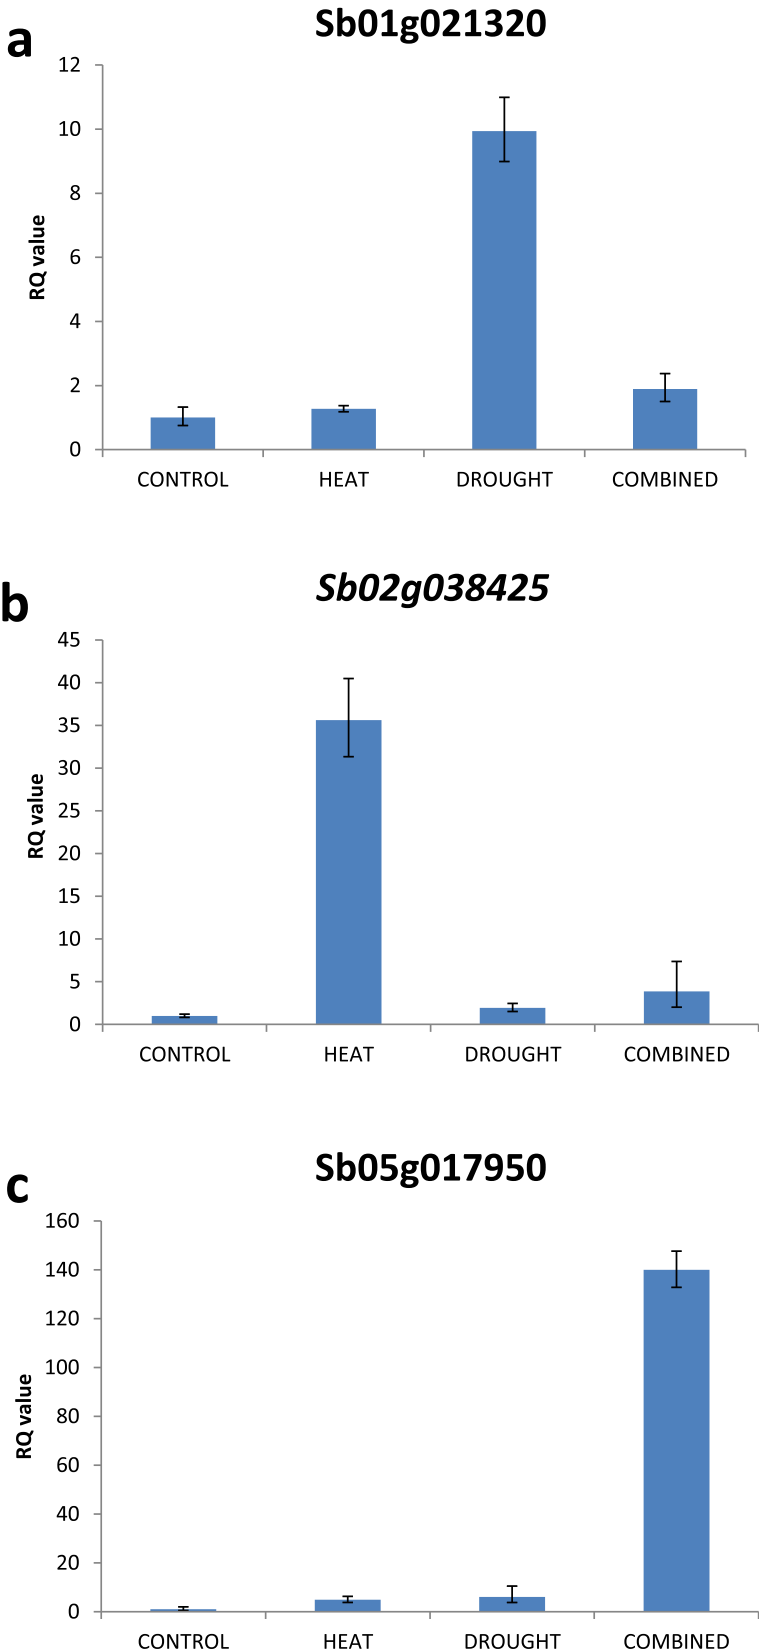 a
Sb01g021320
12
10
8
6
4
2
0
RQ value
CONTROL HEAT DROUGHT COMBINED
b
Sb02g038425
45
40
35
30
25
20
15
10
5
0
RQ value
CONTROL HEAT DROUGHT COMBINED
c
Sb05g017950
160
140
120
100
80
60
40
20
0
RQ value
CONTROL HEAT DROUGHT COMBINED